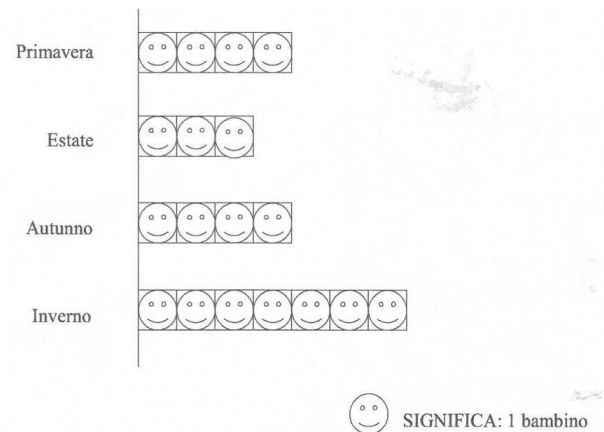 Primavera
Estate
Autunno
Inverno
SIGNIFICA: 1 bambino